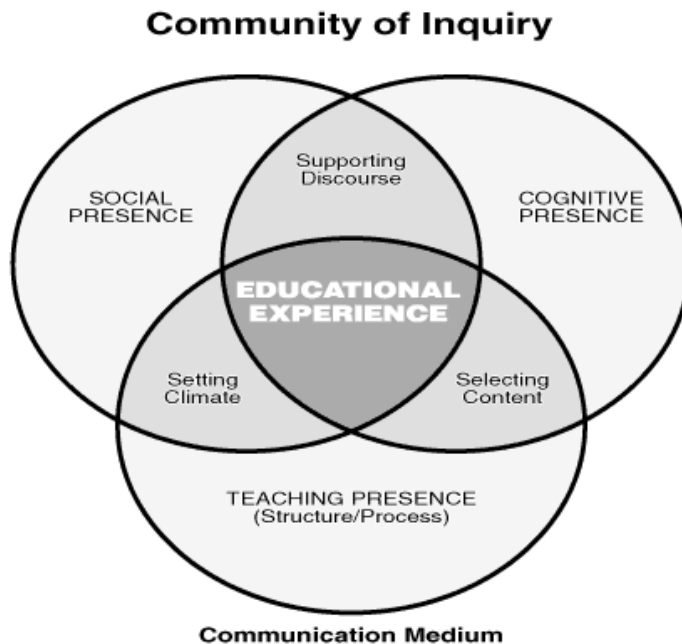 Community of Inquiry
Supporting
Discourse
SOCIAL
PRESENCE
COGNITIVE
PRESENCE
EDUCATIONAL
EXPERIENCE
Setting
Climate
Selecting
Content
TEACHING PRESENCE
(Structure/Process)
Communication Medium